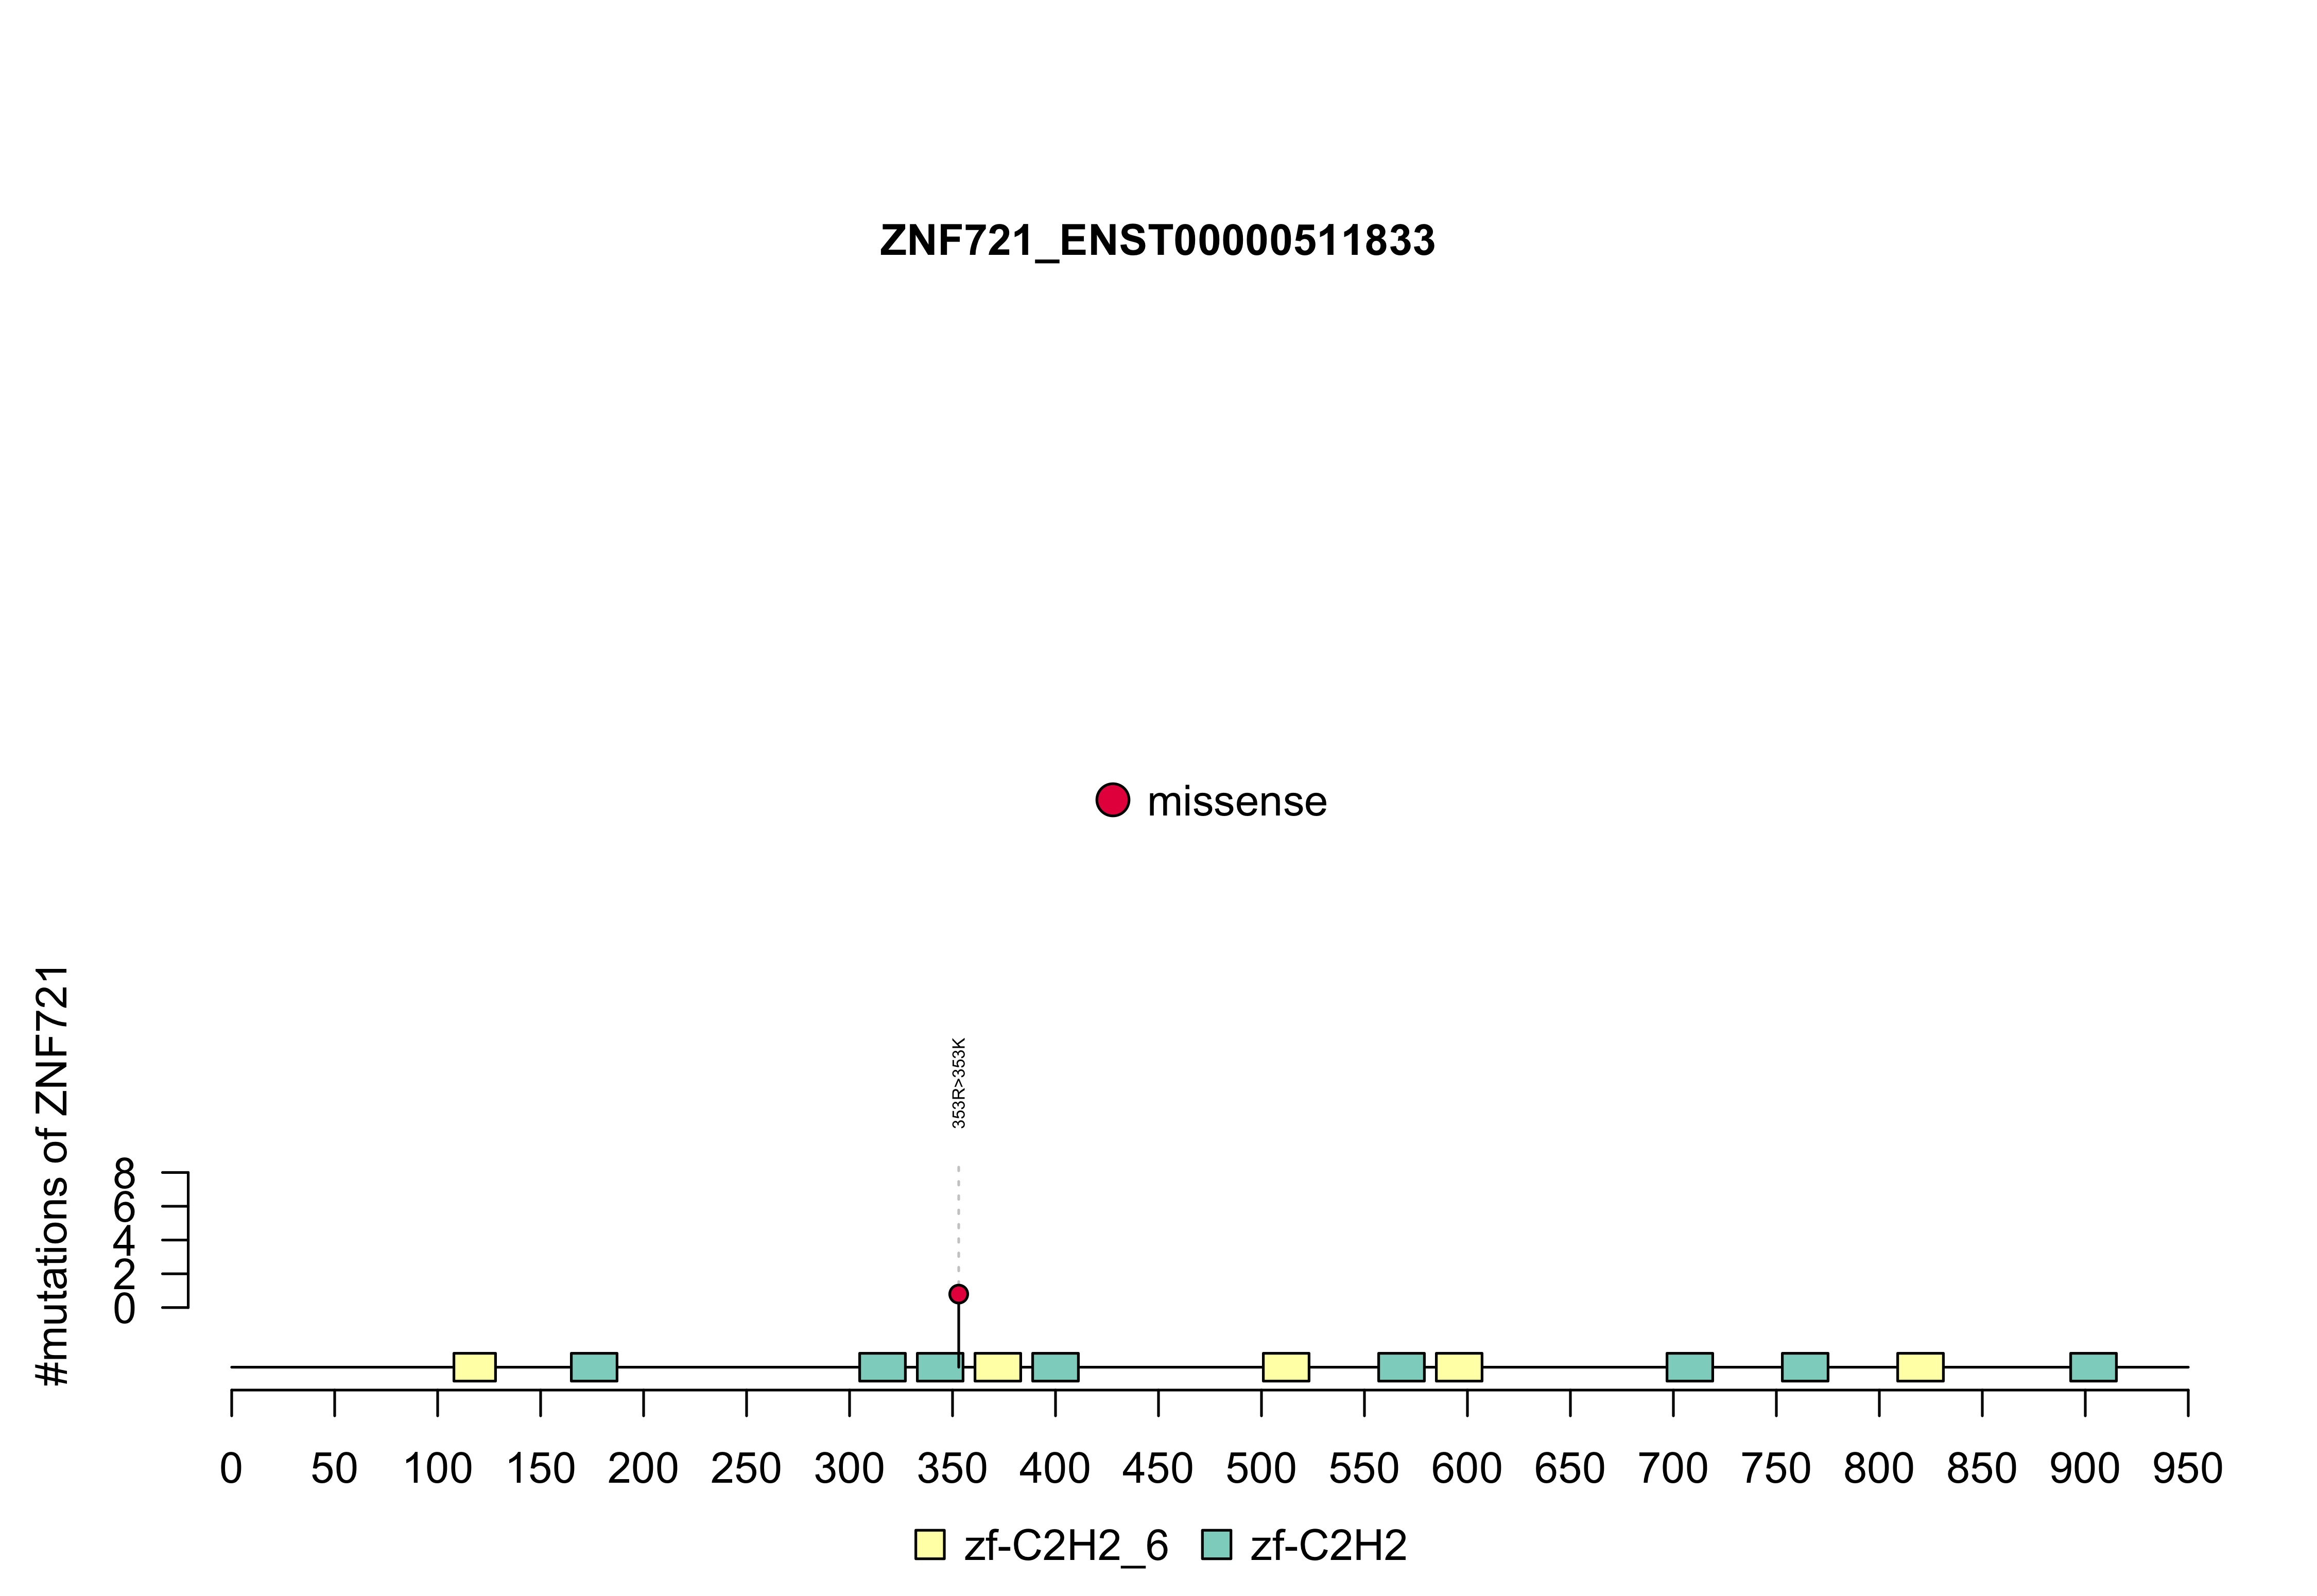 ZNF721_ENST00000511833
missense
#mutations of ZNF721
353R>353K
8
6
4
2
0
0 50 100 150 200 250 300 350 400 450 500 550 600 650 700 750 800 850 900 950
zf-C2H2_6 zf-C2H2